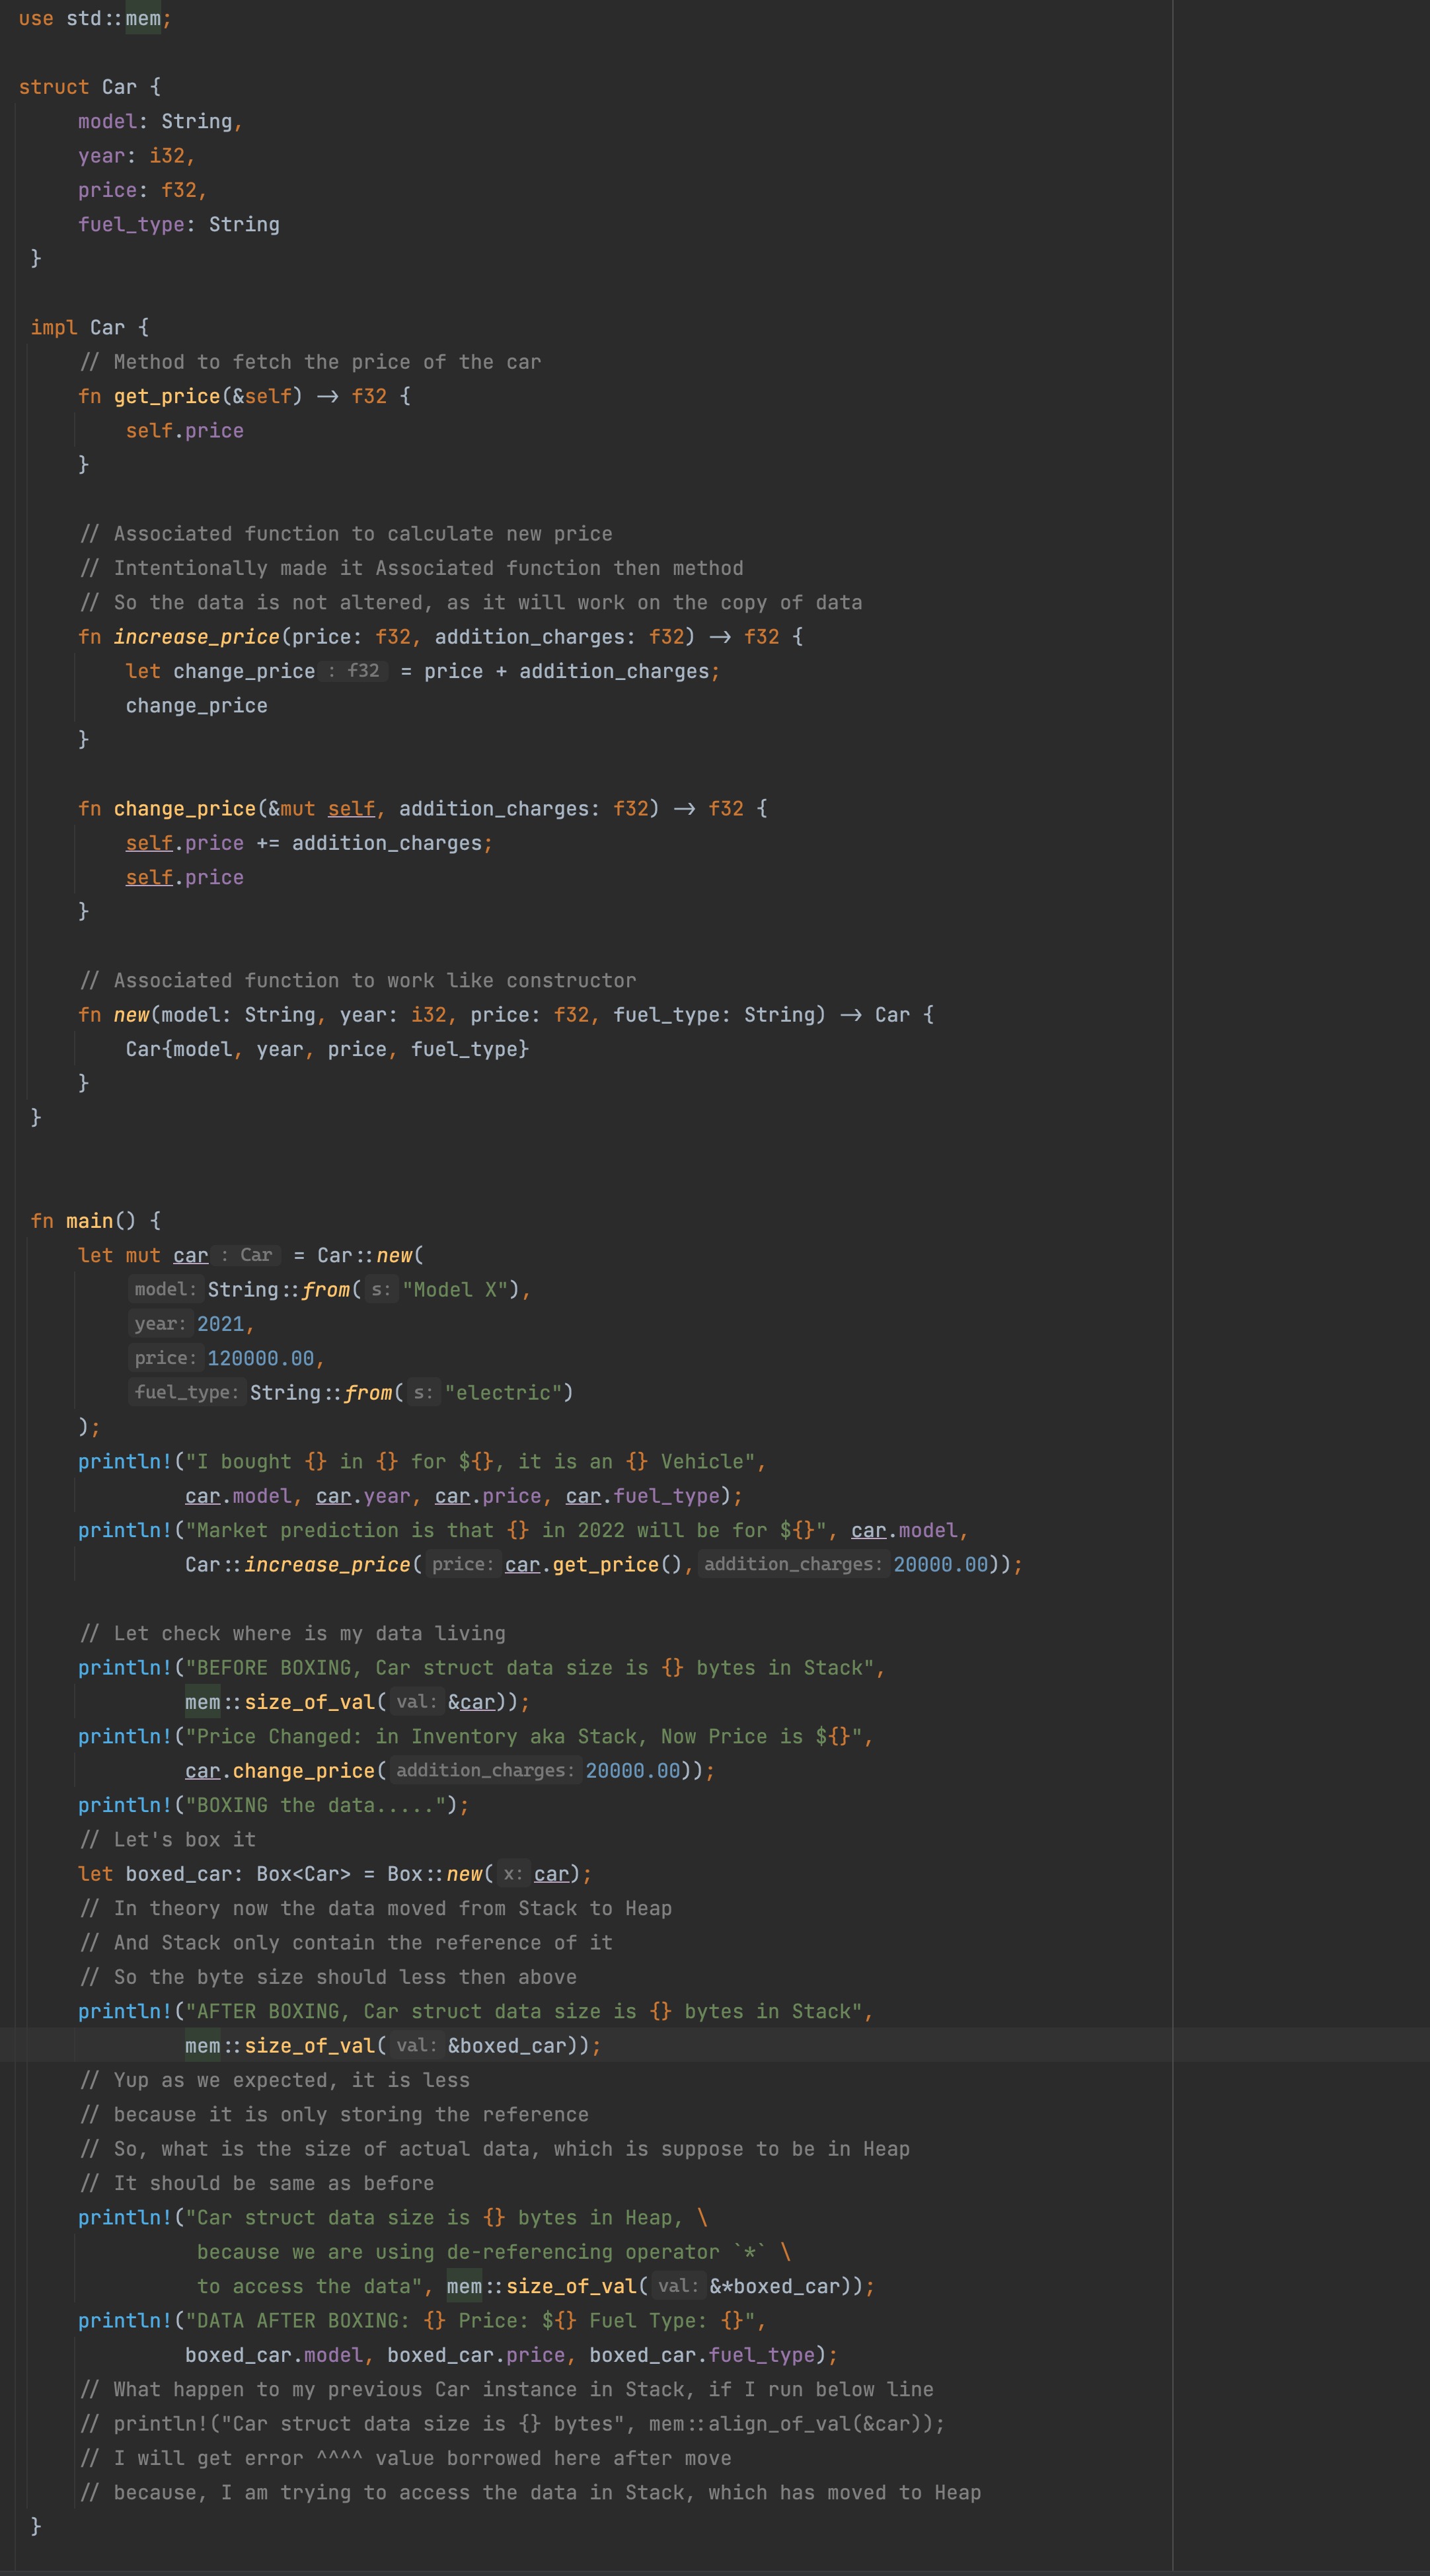 use std::mem;
struct Car {
    model: String,
    year: i32,
    price: f32,
    fuel_type: String
}
impl Car {
    // Method to fetch the price of the car
    fn get_price(&self) -> f32 {
        self.price
    }
    // Associated function to calculate new price
    // Intentionally made it Associated function then method
    // So the data is not altered, as it will work on the copy of data
    fn increase_price(price: f32, addition_charges: f32) -> f32 {
        let change_price : f32 = price + addition_charges;
        change_price
    }
    fn change_price(&mut self, addition_charges: f32) -> f32 {
        self.price += addition_charges;
        self.price
    }
    // Associated function to work like constructor
    fn new(model: String, year: i32, price: f32, fuel_type: String) -> Car {
        Car{model, year, price, fuel_type}
    }
}
fn main() {
    let mut car : Car = Car::new(
        model: String::from( s: "Model X"),
        year: 2021,
        price: 120000.00,
        fuel_type: String::from( s: "electric")
    );
    println!("I bought {} in {} for ${}, it is an {} Vehicle",
             car.model, car.year, car.price, car.fuel_type);
    println!("Market prediction is that {} in 2022 will be for ${}", car.model,
             Car::increase_price( price: car.get_price(), addition_charges: 20000.00));
    // Let check where is my data living
    println!("BEFORE BOXING, Car struct data size is {} bytes in Stack",
             mem::size_of_val( val: &car));
    println!("Price Changed: in Inventory aka Stack, Now Price is ${}",
             car.change_price( addition_charges: 20000.00));
    println!("BOXING the data.....");
    // Let's box it
    let boxed_car: Box<Car> = Box::new( x: car);
    // In theory now the data moved from Stack to Heap
    // And Stack only contain the reference of it
    // So the byte size should less then above
    println!("AFTER BOXING, Car struct data size is {} bytes in Stack",
             mem::size_of_val( val: &boxed_car));
    // Yup as we expected, it is less
    // because it is only storing the reference
    // So, what is the size of actual data, which is suppose to be in Heap
    // It should be same as before
    println!("Car struct data size is {} bytes in Heap, \
              because we are using de-referencing operator `*` \
              to access the data", mem::size_of_val( val: &*boxed_car));
    println!("DATA AFTER BOXING: {} Price: ${} Fuel Type: {}",
             boxed_car.model, boxed_car.price, boxed_car.fuel_type);
    // What happen to my previous Car instance in Stack, if I run below line
    // println!("Car struct data size is {} bytes", mem::align_of_val(&car));
    // I will get error ^^^^ value borrowed here after move
    // because, I am trying to access the data in Stack, which has moved to Heap
}